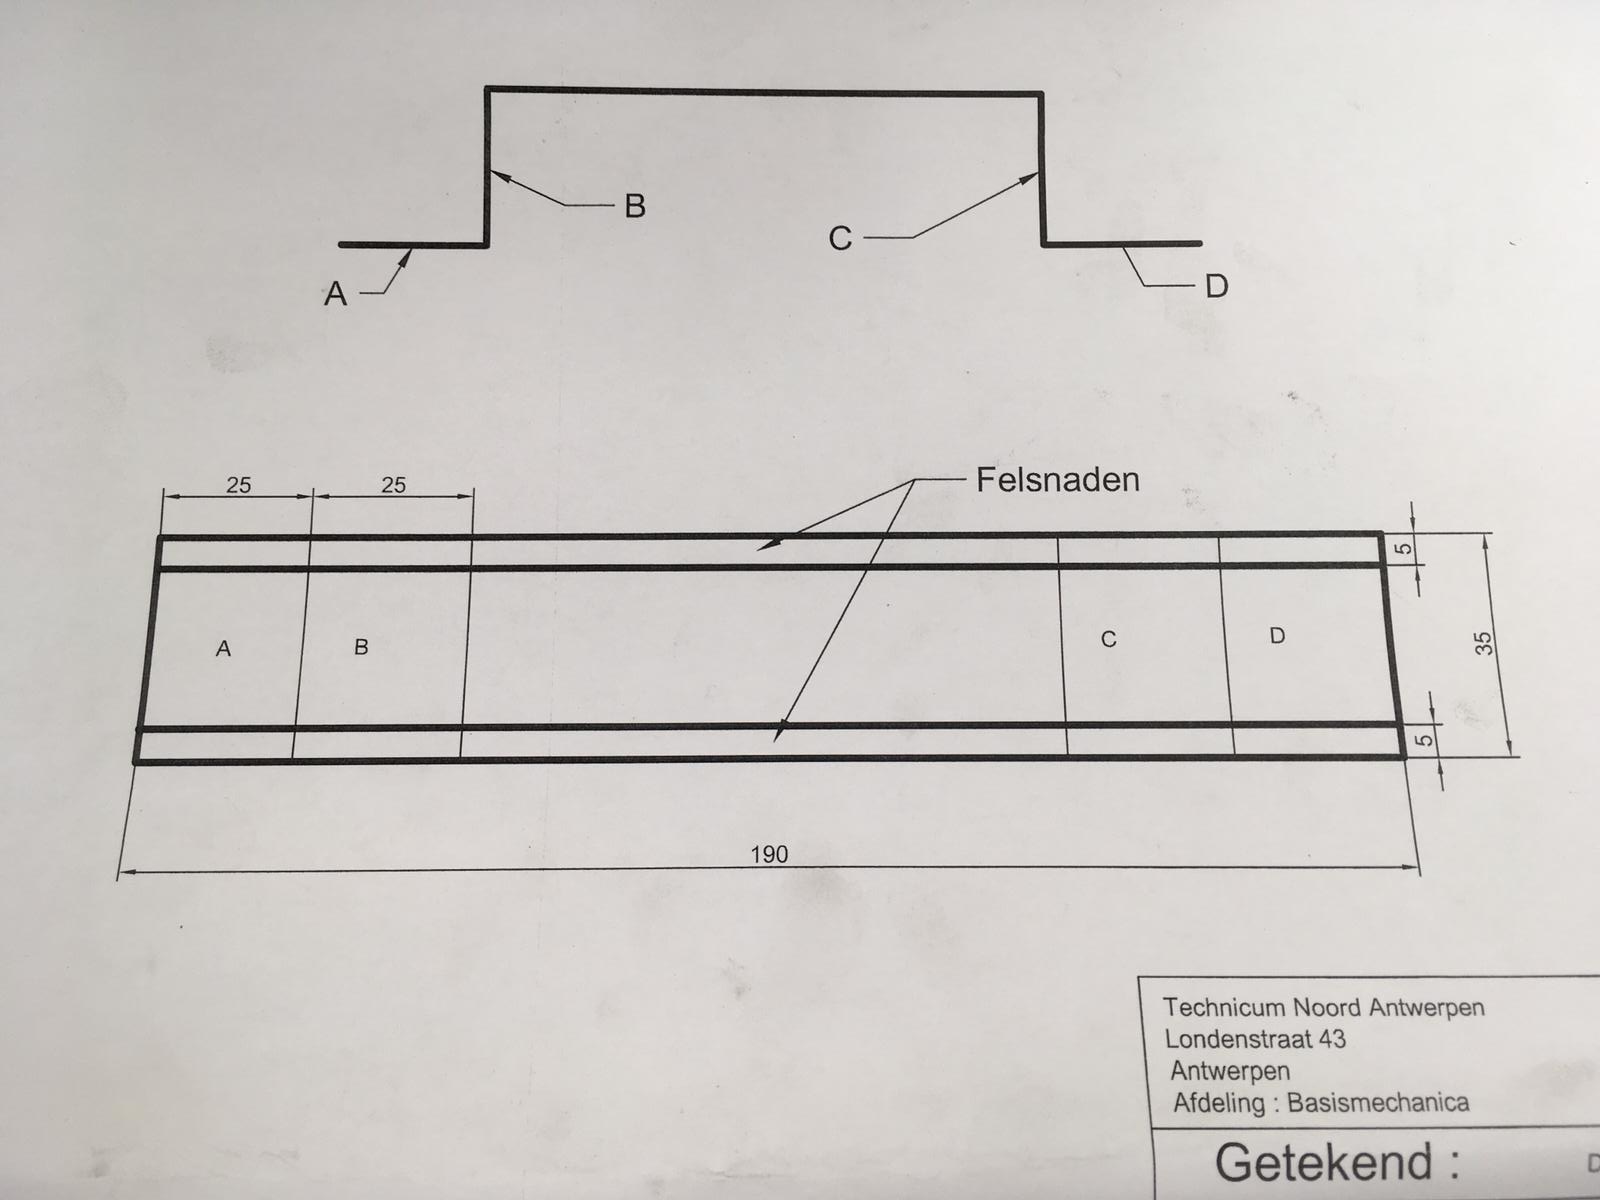 B
C
A
D
Felsnaden
25
25
5
A
B
C
D
35
5
190
Technicum Noord Antwerpen
Londenstraat 43
Antwerpen
Afdeling : Basismechanica
Getekend :